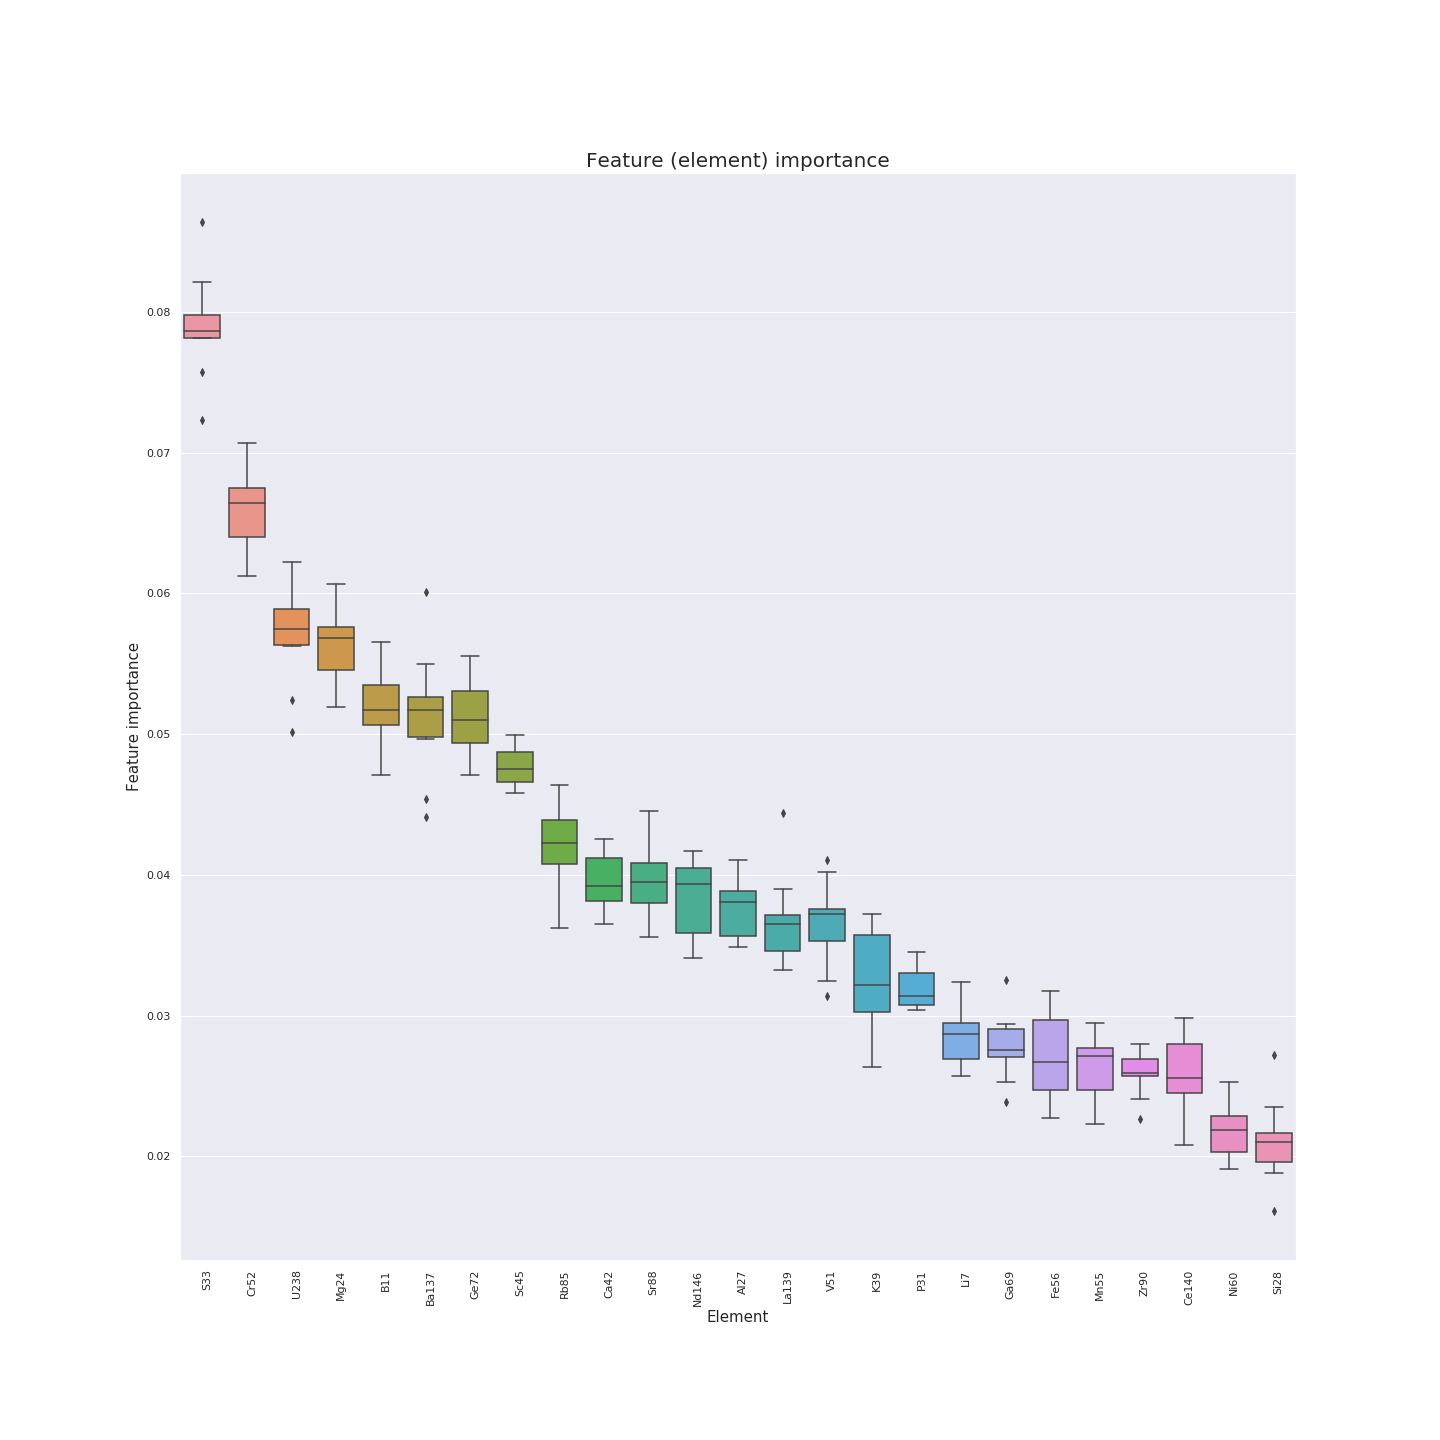 Feature (element) importance
0.08
0.07
0.06
0.05
0.04
0.03
0.02
Feature importance
S33
Cr52
U238
Mg24
B11
Ba137
Ge72
Sc45
Rb85
Ca42
Sr88
Nd146
Al27
La139
V51
K39
P31
Li7
Ga69
Fe56
Mn55
Zr90
Ce140
Ni60
Si28
Element